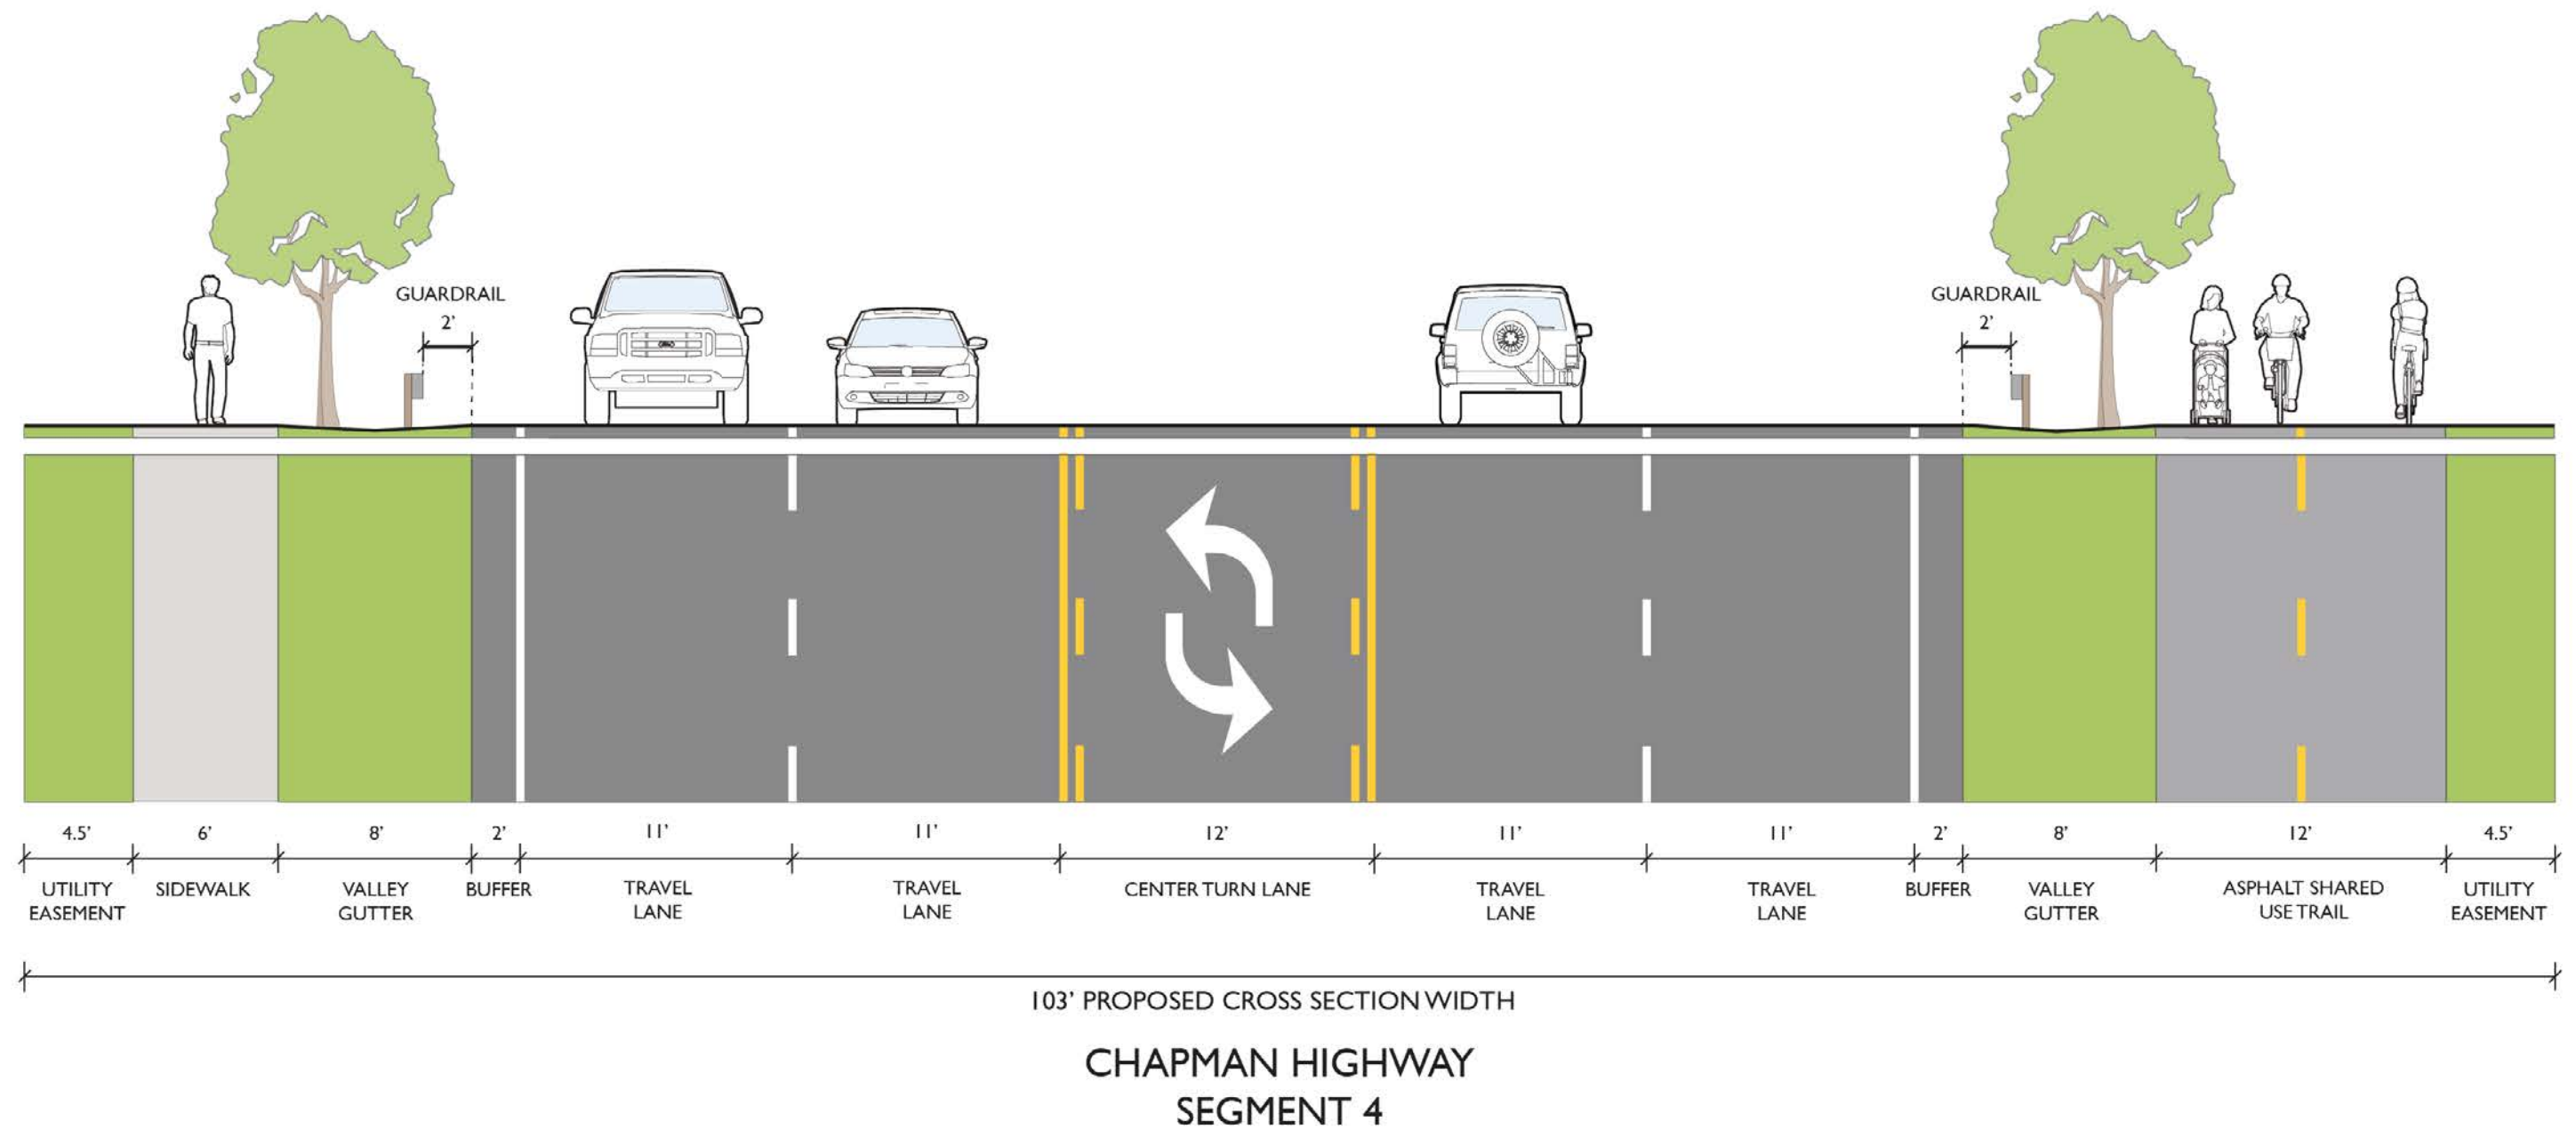 GUARDRAIL
2'
GUARDRAIL
2'
4.5' 6' 8' 2' 11' 11' 12' 11' 11' 2' 8' 12' 4.5'
UTILITY
EASEMENT
SIDEWALK
VALLEY
GUTTER
BUFFER
TRAVEL
LANE
TRAVEL
LANE
CENTER TURN LANE
TRAVEL
LANE
TRAVEL
LANE
BUFFER
VALLEY
GUTTER
ASPHALT SHARED
USE TRAIL
UTILITY
EASEMENT
103' PROPOSED CROSS SECTION WIDTH
CHAPMAN HIGHWAY
SEGMENT 4